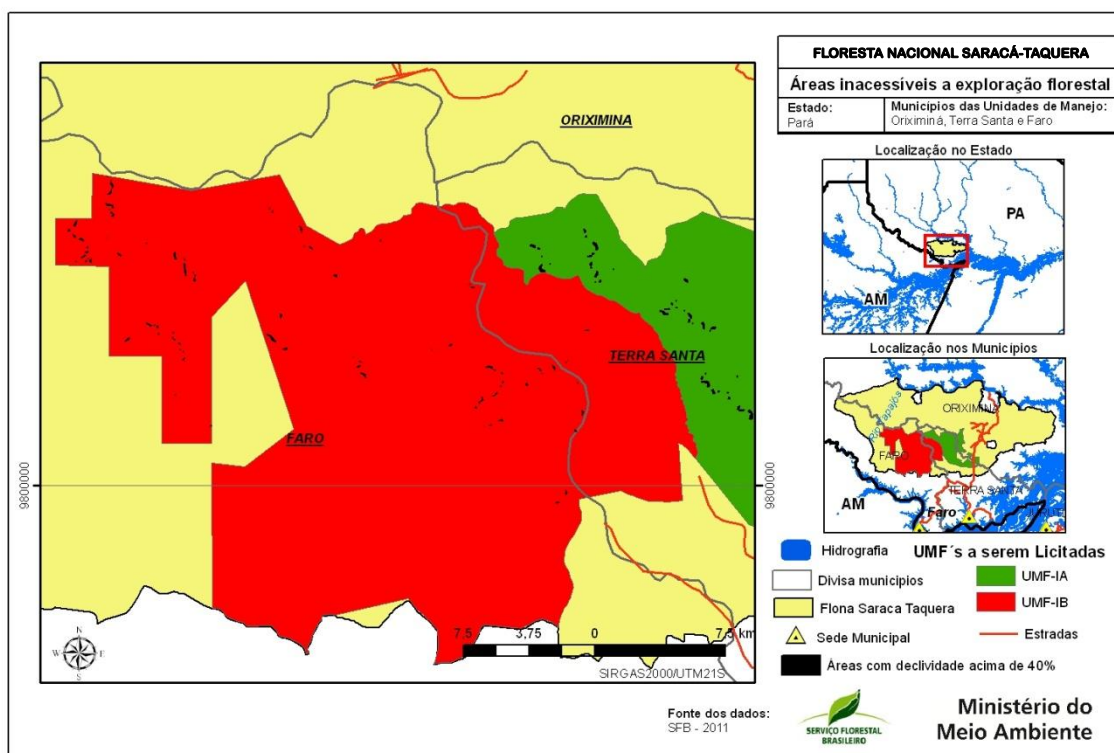 FLORESTA NACIONAL SARACÁ-TAQUERA
Áreas inacessíveis a exploração florestal
Estado:
Pará
Municípios das Unidades de Manejo:
Oriximiná, Terra Santa e Faro
ORIXIMINA
TERRA SANTA
FARO
9800000
9800000
7,5 3,75 0 7,5 km
SIRGAS2000/UTM21S
N
W E
S
Localização no Estado
PA
AM
Localização nos Municípios
ORIXIMINA
FARO
TERRA SANTA
AM
Faro
Hidrografia
Divisa municipios
Flona Saraca Taquera
Sede Municipal
Áreas com declividade acima de 40%
UMF´s a serem Licitadas
UMF-IA
UMF-IB
Estradas
Fonte dos dados:
SFB - 2011
SERVIÇO FLORESTAL
BRASILEIRO
Ministério do
Meio Ambiente